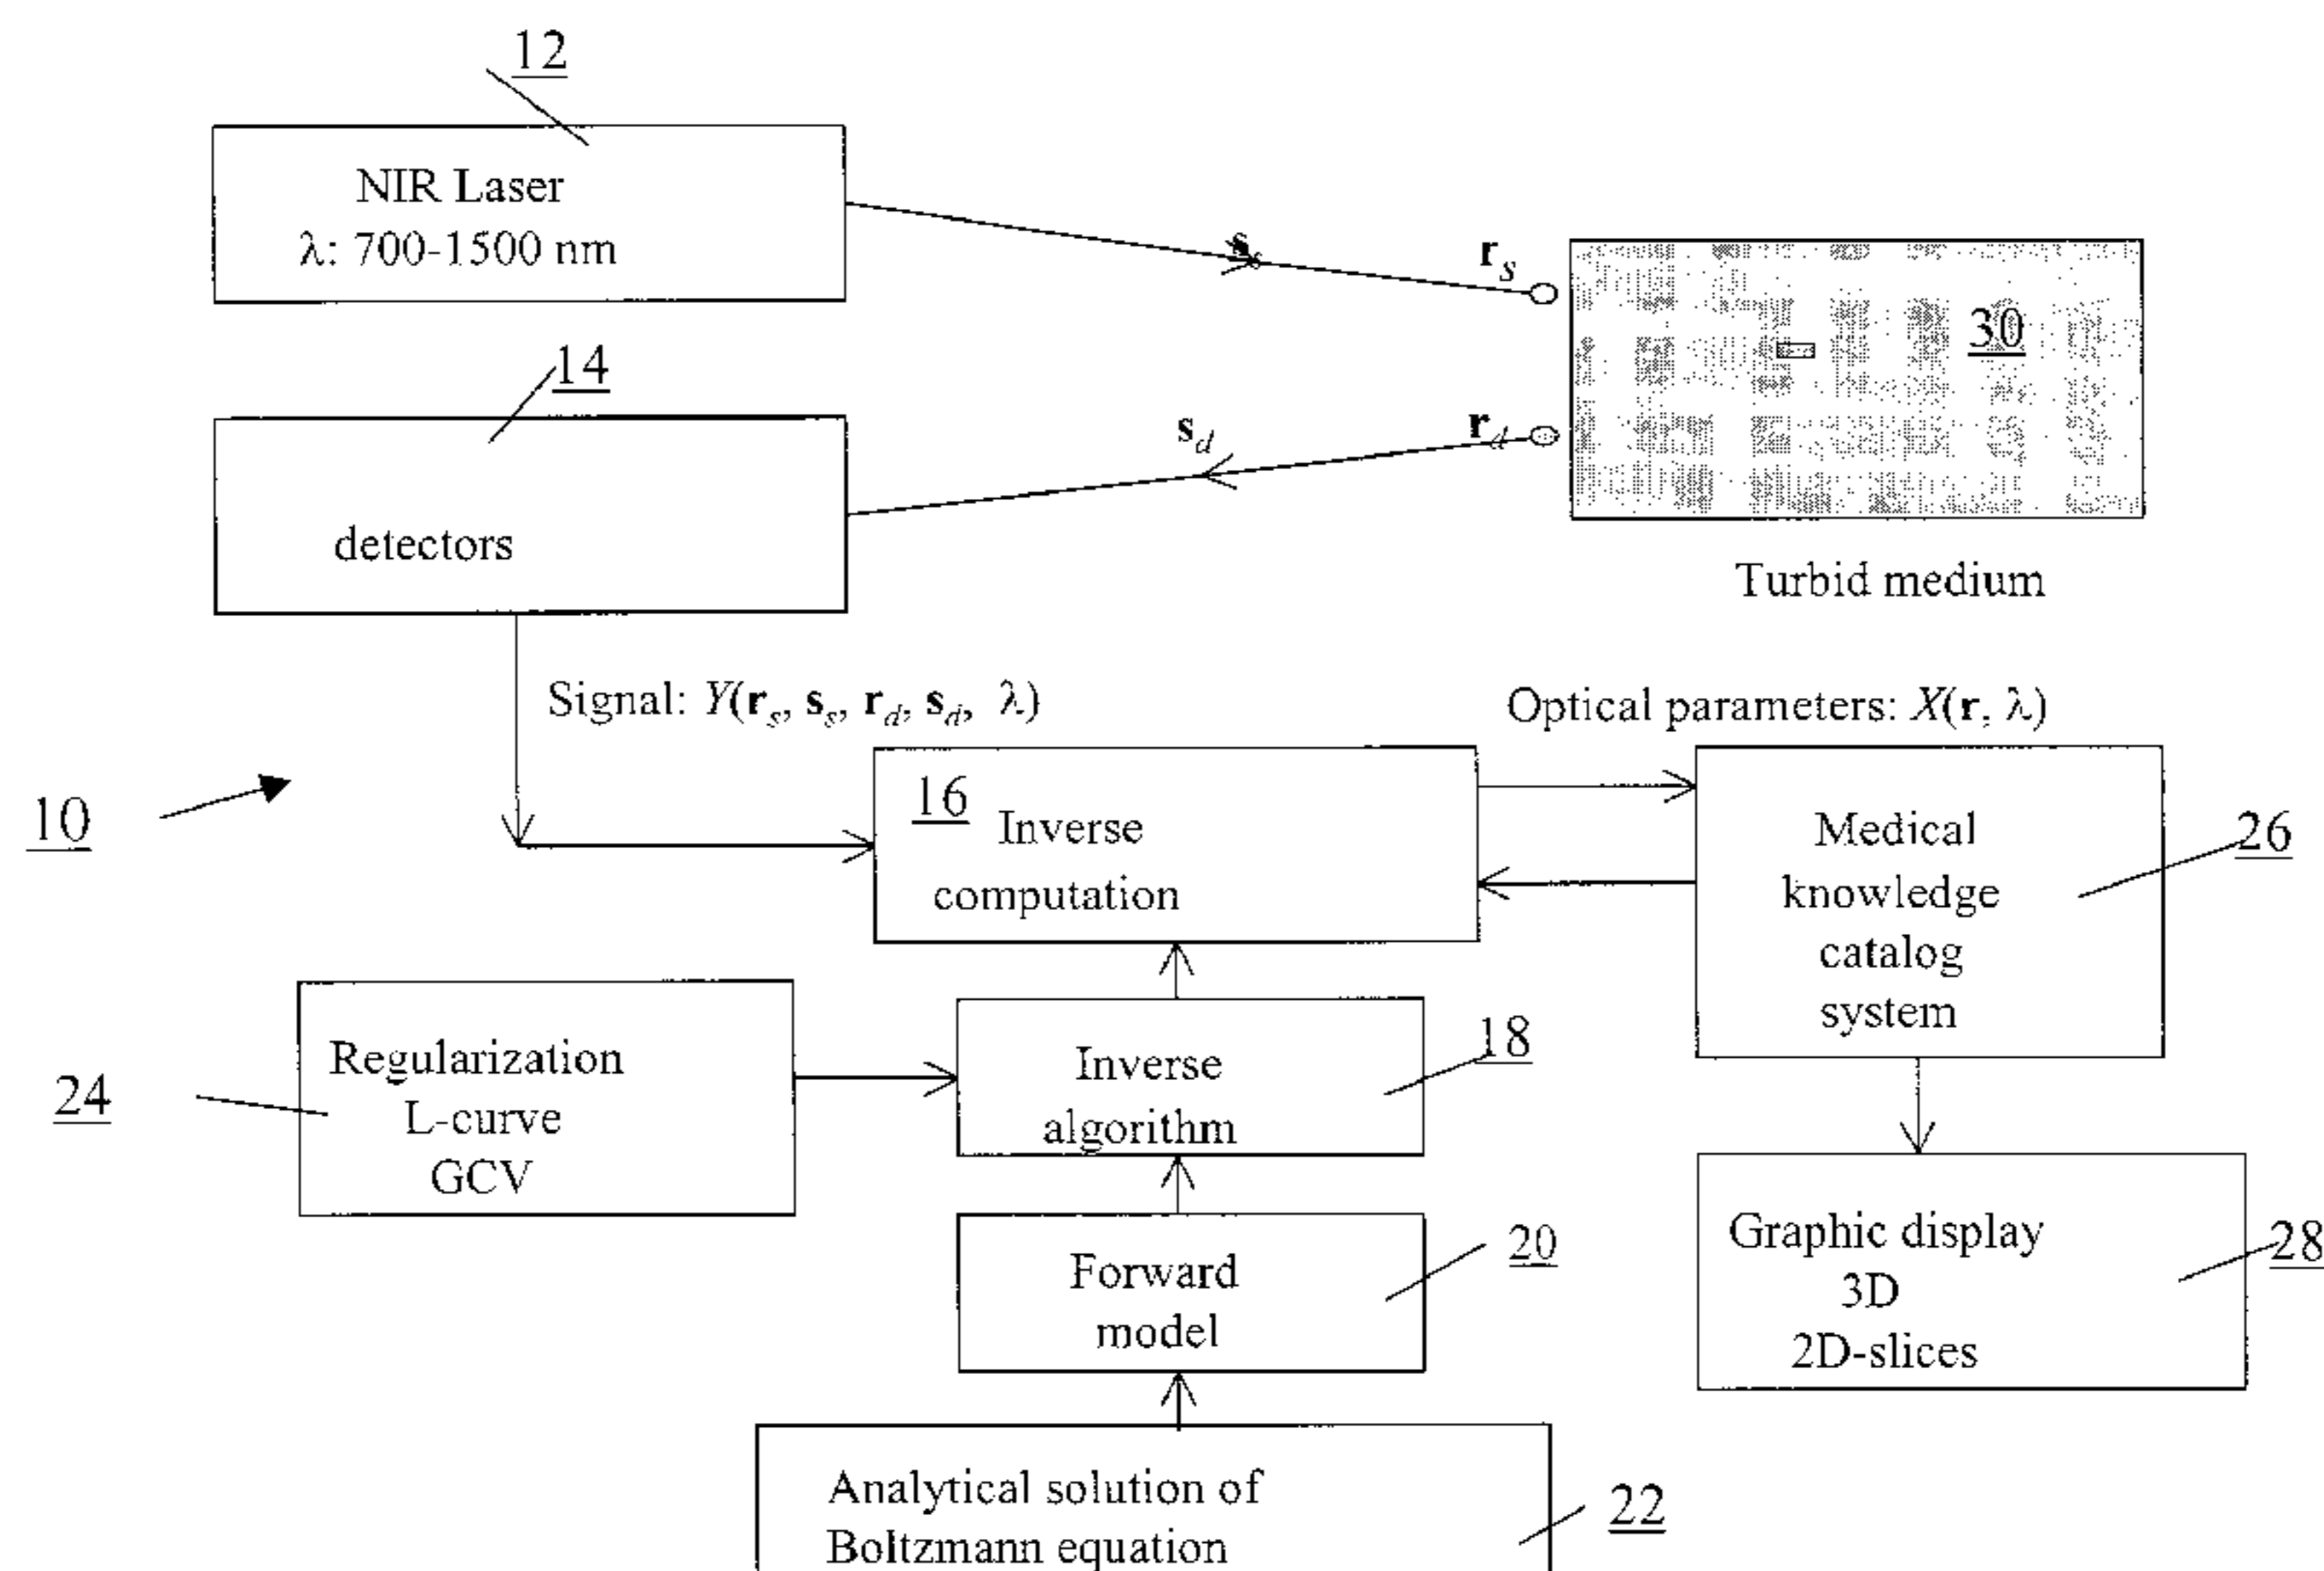 12
NIR Laser
λ: 700-1500 nm
s_s
r_s
30
14
s_d
r_d
detectors
Turbid medium
Signal: Y(r_s, s_s, r_d, s_d, λ)
Optical parameters: X(r, λ)
10
16
Inverse
computation
Medical
knowledge
catalog
system
26
24
Regularization
L-curve
GCV
Inverse
algorithm
18
Forward
model
20
Graphic display
3D
2D-slices
28
Analytical solution of
Boltzmann equation
22